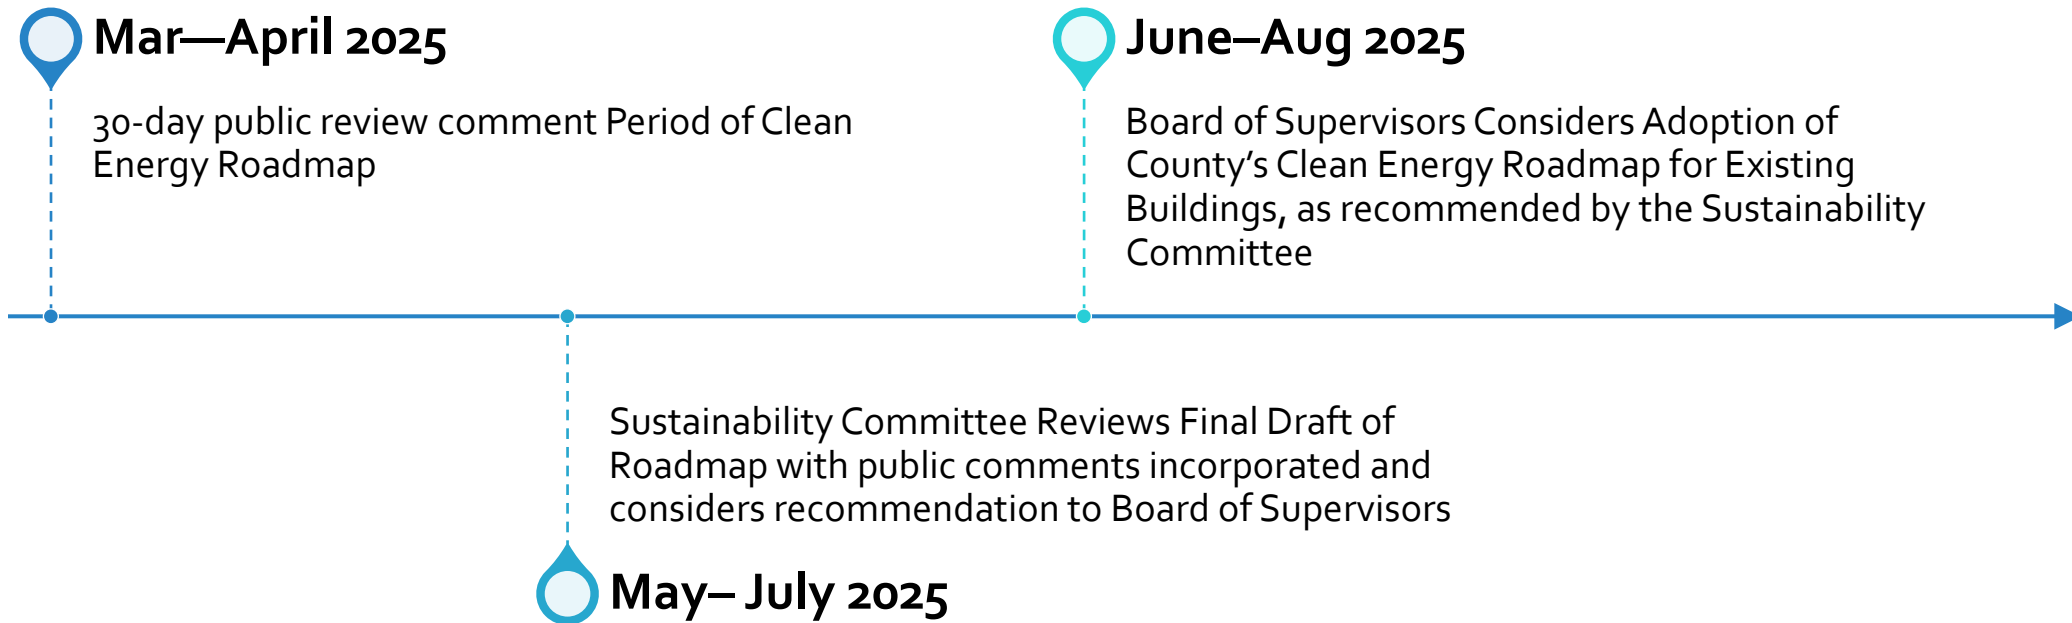 Mar—April 2025
30-day public review comment Period of Clean
Energy Roadmap
June–Aug 2025
Board of Supervisors Considers Adoption of
County’s Clean Energy Roadmap for Existing
Buildings, as recommended by the Sustainability
Committee
Sustainability Committee Reviews Final Draft of
Roadmap with public comments incorporated and
considers recommendation to Board of Supervisors
May– July 2025